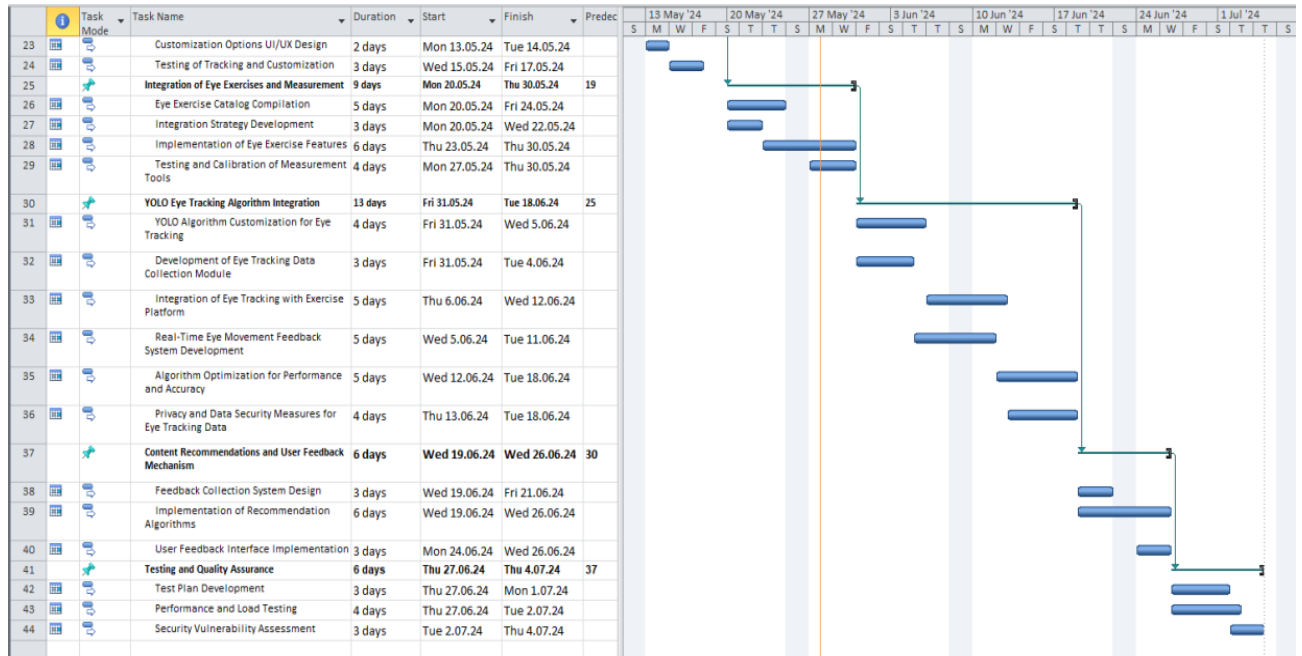 Task Mode Task Name Duration Start Finish Predec
13 May '24 20 May '24 27 May '24 3 Jun '24 10 Jun '24 17 Jun '24 24 Jun '24 1 Jul '24
S M W F S T T S M W F S T T S M W F S T T S M W F S T T S
23 Customization Options UI/UX Design 2 days Mon 13.05.24 Tue 14.05.24
24 Testing of Tracking and Customization 3 days Wed 15.05.24 Fri 17.05.24
25 Integration of Eye Exercises and Measurement 9 days Mon 20.05.24 Thu 30.05.24 19
26 Eye Exercise Catalog Compilation 5 days Mon 20.05.24 Fri 24.05.24
27 Integration Strategy Development 3 days Mon 20.05.24 Wed 22.05.24
28 Implementation of Eye Exercise Features 6 days Thu 23.05.24 Thu 30.05.24
29 Testing and Calibration of Measurement 4 days Mon 27.05.24 Thu 30.05.24
Tools
30 YOLO Eye Tracking Algorithm Integration 13 days Fri 31.05.24 Tue 18.06.24 25
31 YOLO Algorithm Customization for Eye 4 days Fri 31.05.24 Wed 5.06.24
Tracking
32 Development of Eye Tracking Data 3 days Fri 31.05.24 Tue 4.06.24
Collection Module
33 Integration of Eye Tracking with Exercise 5 days Thu 6.06.24 Wed 12.06.24
Platform
34 Real-Time Eye Movement Feedback 5 days Wed 5.06.24 Tue 11.06.24
System Development
35 Algorithm Optimization for Performance 5 days Wed 12.06.24 Tue 18.06.24
and Accuracy
36 Privacy and Data Security Measures for 4 days Thu 13.06.24 Tue 18.06.24
Eye Tracking Data
37 Content Recommendations and User Feedback 6 days Wed 19.06.24 Wed 26.06.24 30
Mechanism
38 Feedback Collection System Design 3 days Wed 19.06.24 Fri 21.06.24
39 Implementation of Recommendation 6 days Wed 19.06.24 Wed 26.06.24
Algorithms
40 User Feedback Interface Implementation 3 days Mon 24.06.24 Wed 26.06.24
41 Testing and Quality Assurance 6 days Thu 27.06.24 Thu 4.07.24 37
42 Test Plan Development 3 days Thu 27.06.24 Mon 1.07.24
43 Performance and Load Testing 4 days Thu 27.06.24 Tue 2.07.24
44 Security Vulnerability Assessment 3 days Tue 2.07.24 Thu 4.07.24